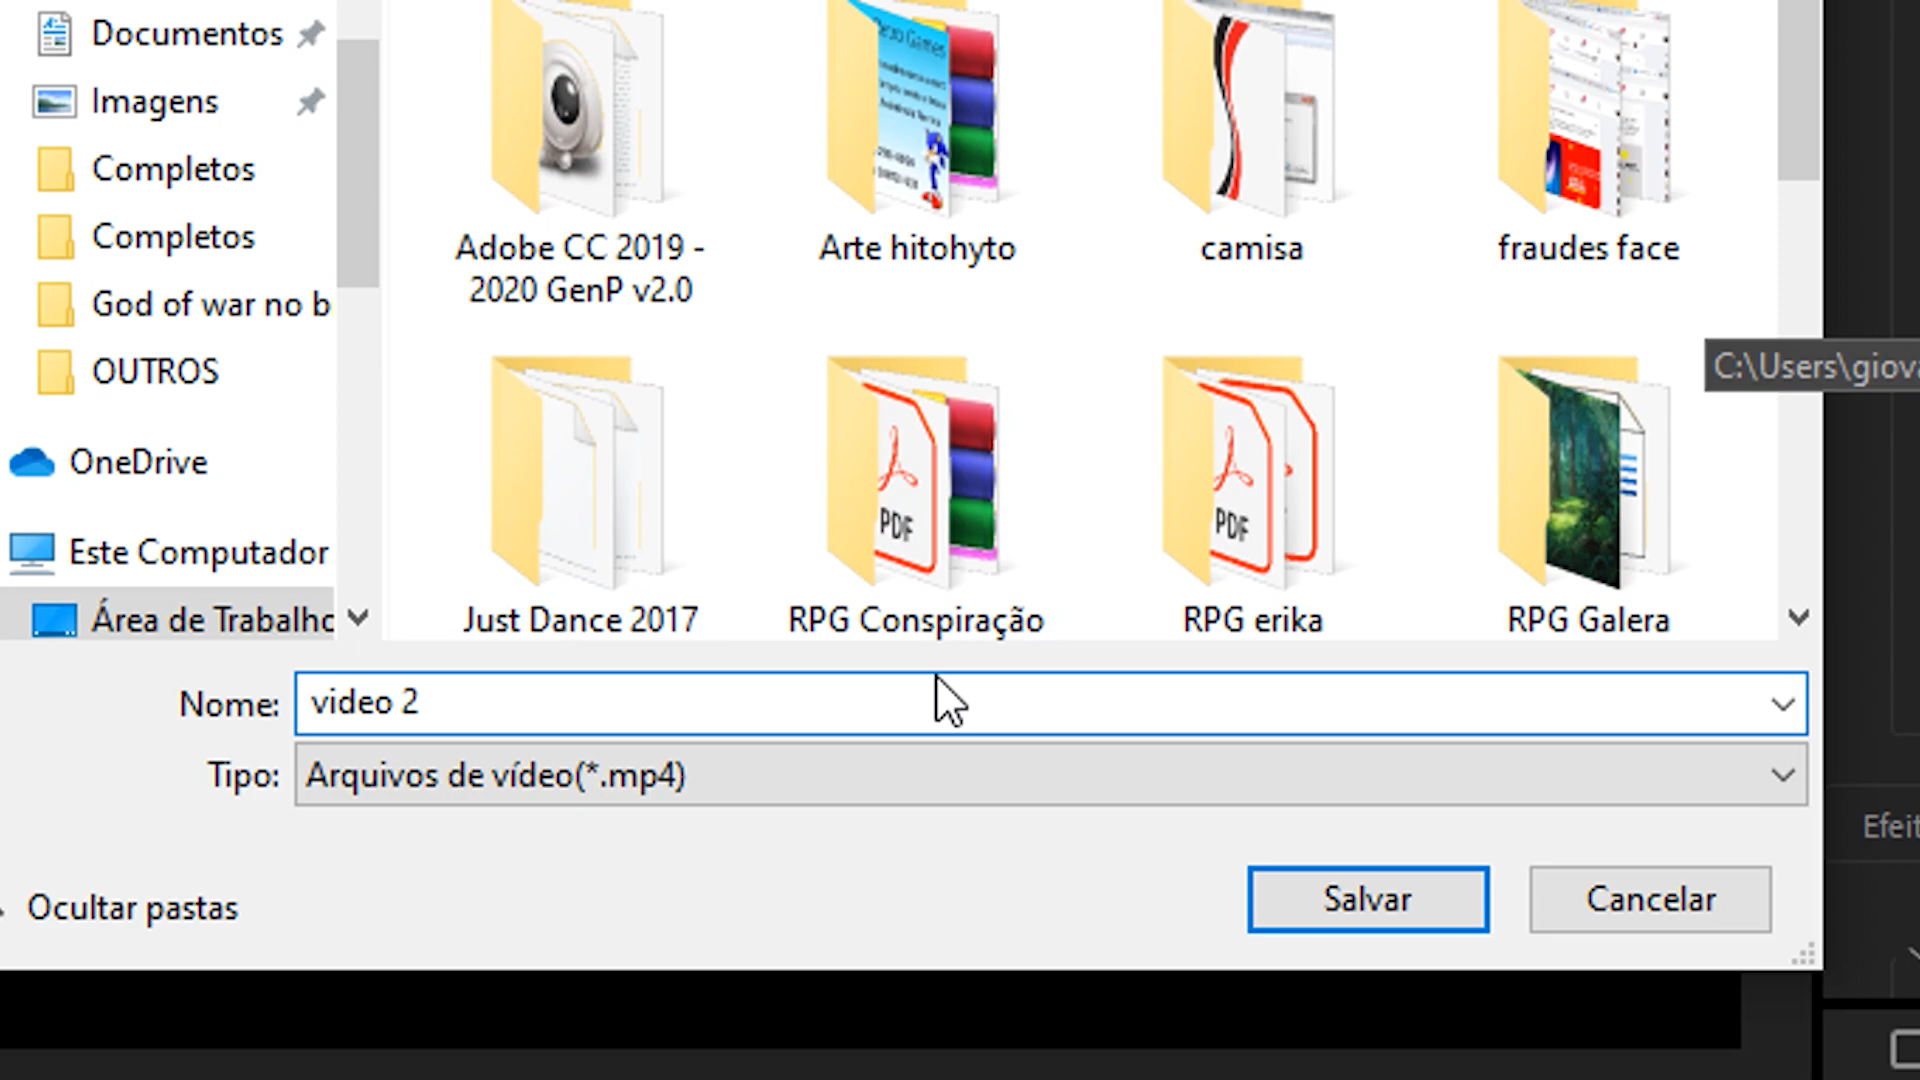 Documentos
Imagens
Completos
Completos
God of war no b
OUTROS
OneDrive
Este Computador
Área de Trabalho
Adobe CC 2019 -
2020 GenP v2.0
Arte hitohyto
camisa
fraudes face
Just Dance 2017
PDF
RPG Conspiração
PDF
RPG erika
RPG Galera
C:\Users\giova
Nome: video 2
Tipo: Arquivos de vídeo(*.mp4)
Efeit
Ocultar pastas
Salvar
Cancelar